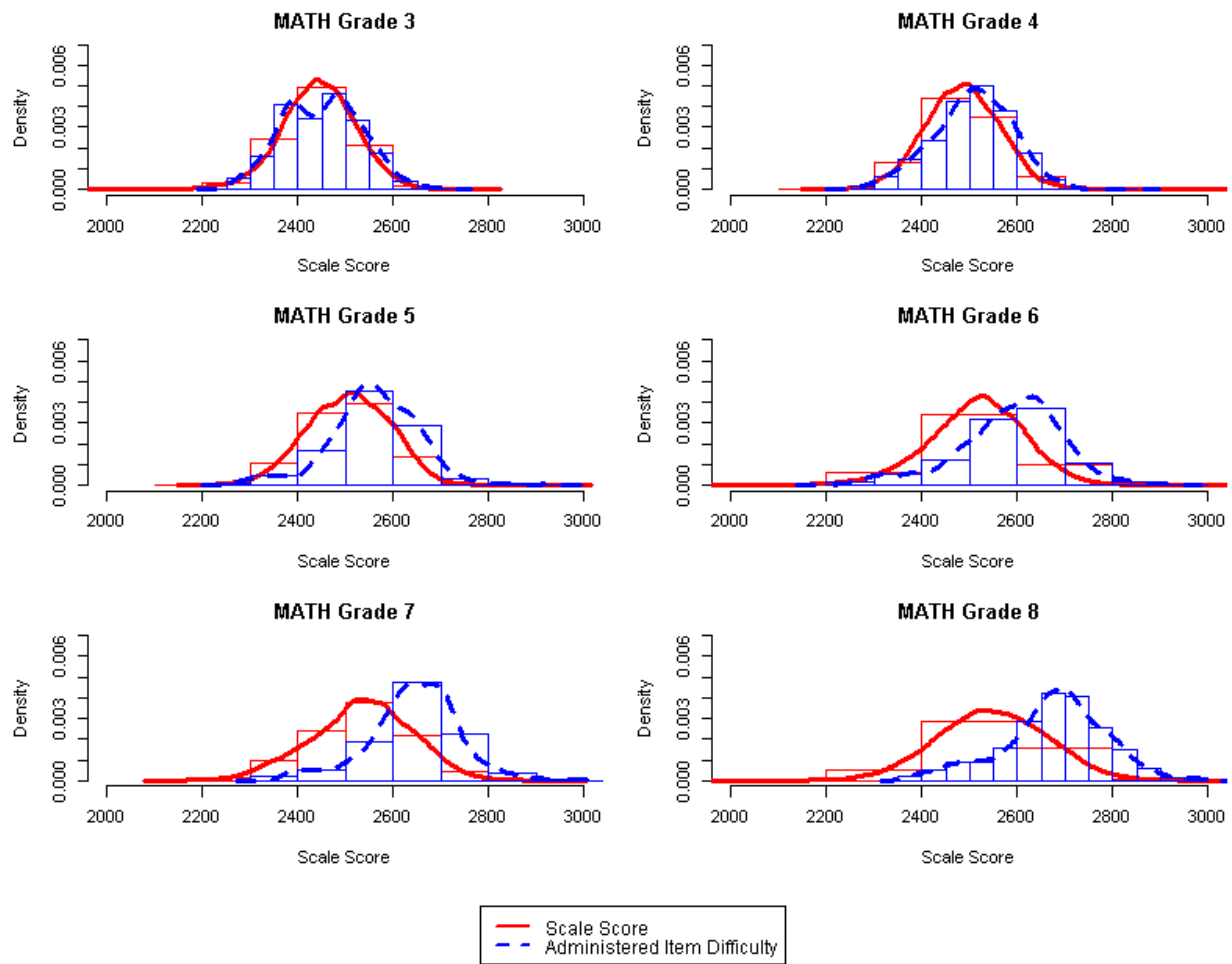 MATH Grade 3
Density
0.000 0.003 0.006
2000 2200 2400 2600 2800 3000
Scale Score
MATH Grade 4
Density
0.000 0.003 0.006
2000 2200 2400 2600 2800 3000
Scale Score
MATH Grade 5
Density
0.000 0.003 0.006
2000 2200 2400 2600 2800 3000
Scale Score
MATH Grade 6
Density
0.000 0.003 0.006
2000 2200 2400 2600 2800 3000
Scale Score
MATH Grade 7
Density
0.000 0.003 0.006
2000 2200 2400 2600 2800 3000
Scale Score
MATH Grade 8
Density
0.000 0.003 0.006
2000 2200 2400 2600 2800 3000
Scale Score
Scale Score
Administered Item Difficulty